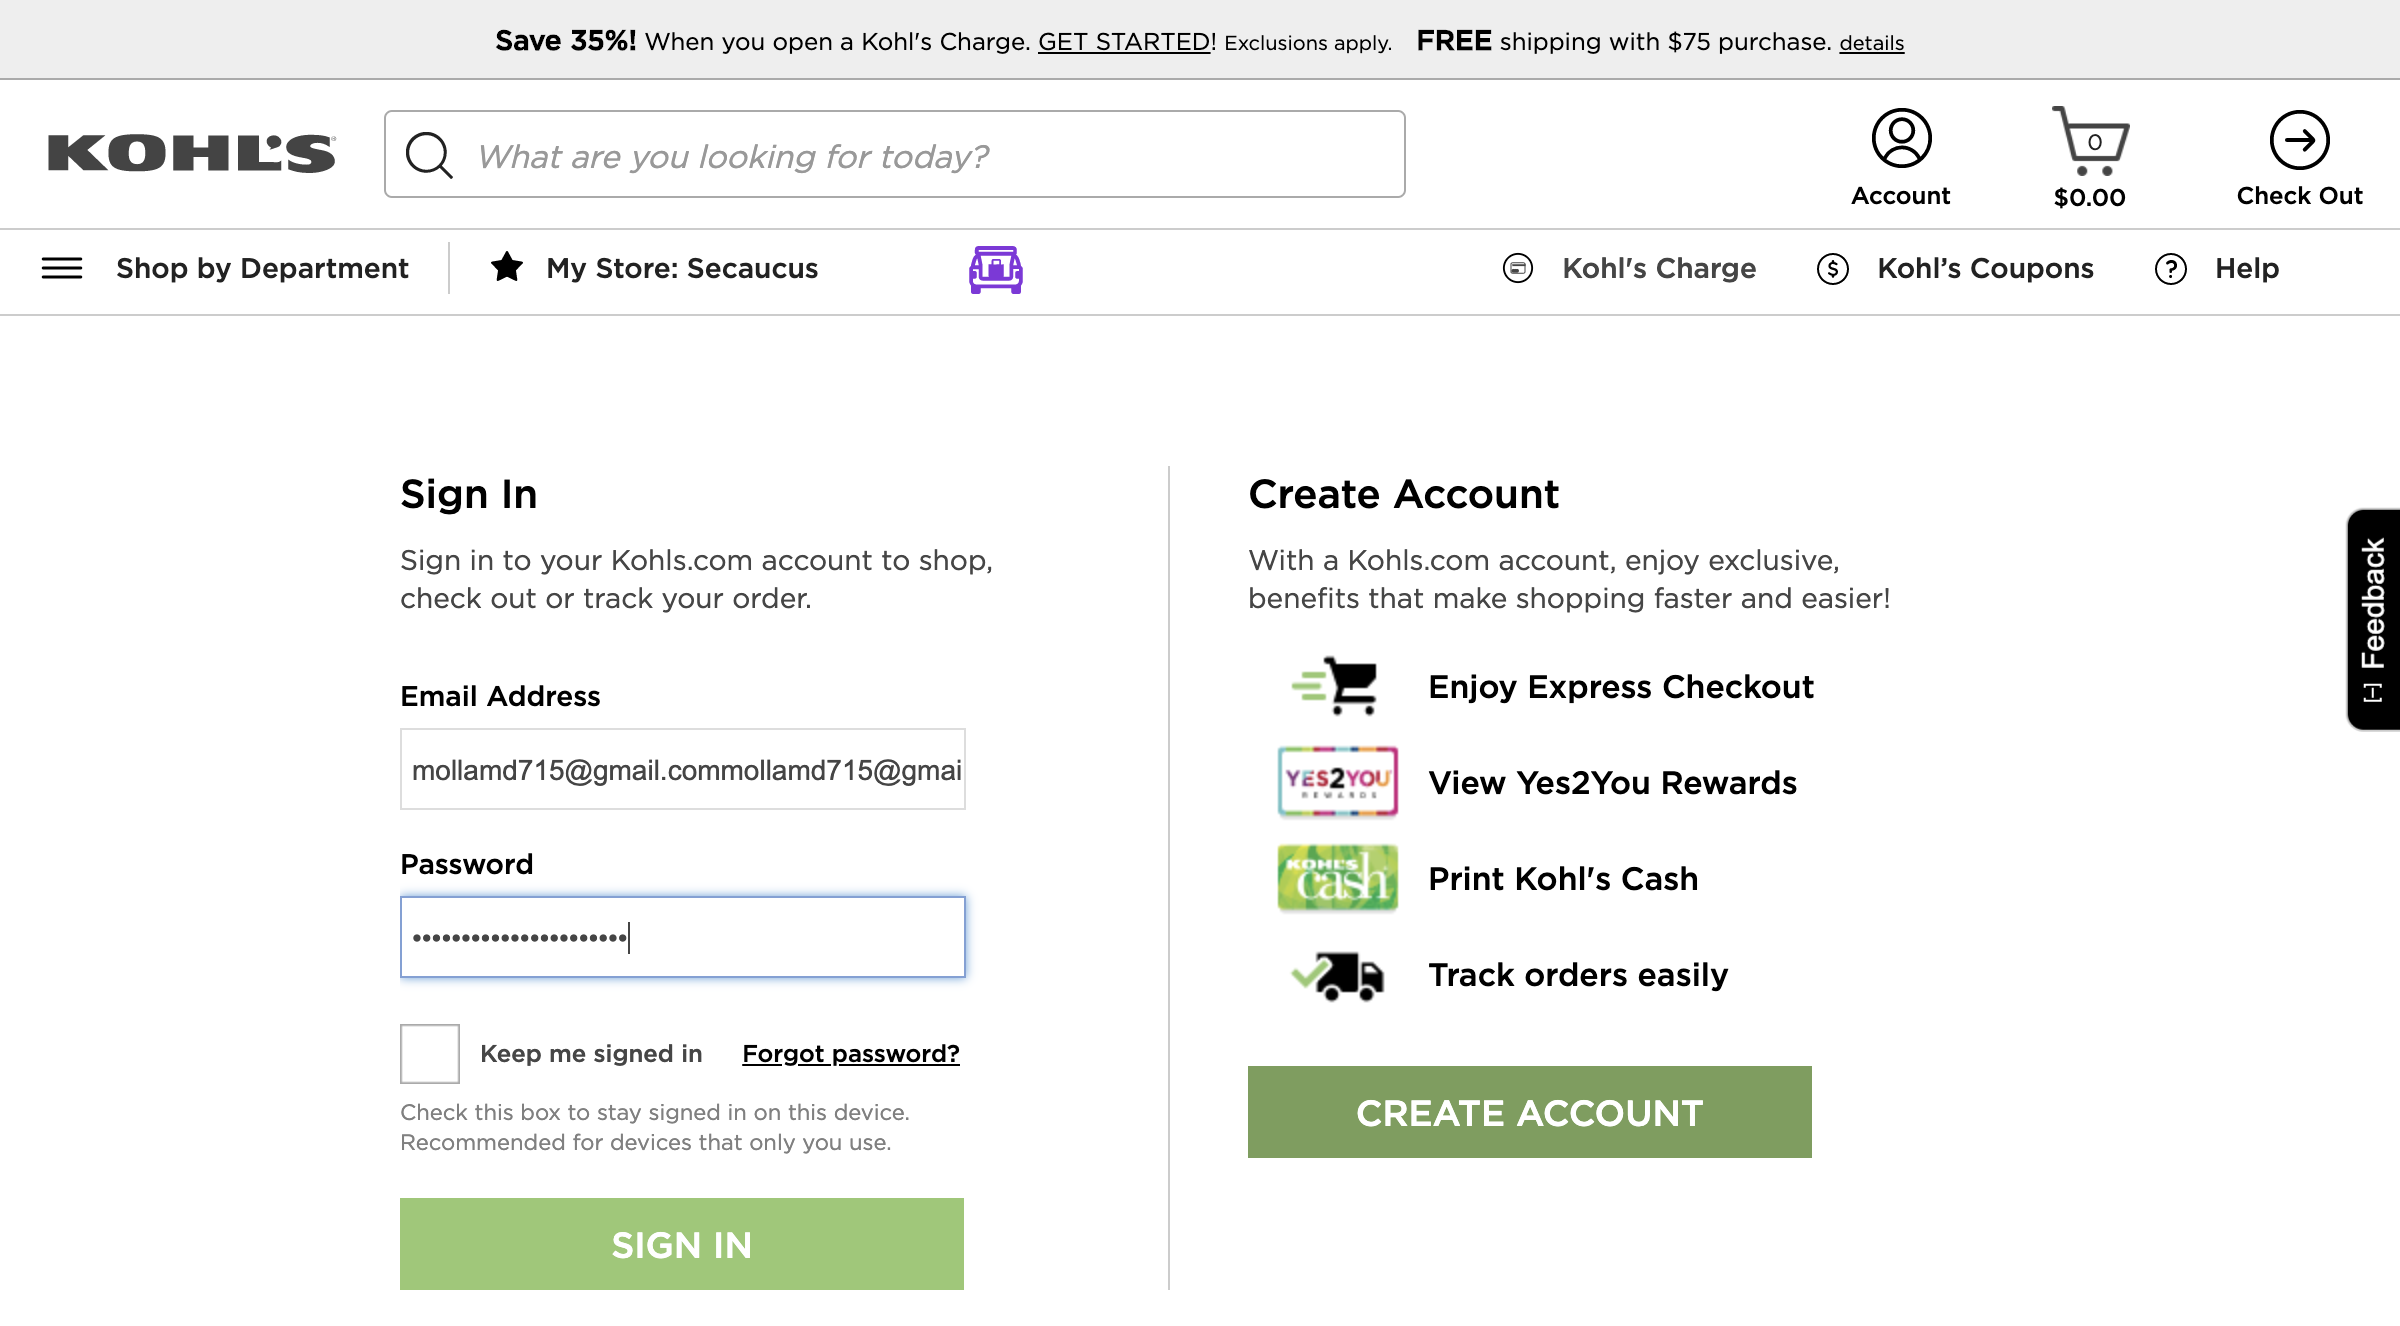 Save 35%! When you open a Kohl's Charge. GET STARTED! Exclusions apply. FREE shipping with $75 purchase. details
KOHL'S
What are you looking for today?
Account
0
$0.00
Check Out
Shop by Department
My Store: Secaucus
Kohl's Charge
Kohl’s Coupons
Help
Sign In
Sign in to your Kohls.com account to shop,
check out or track your order.
Email Address
mollamd715@gmail.commollamd715@gmai
Password
Keep me signed in
Forgot password?
Check this box to stay signed in on this device.
Recommended for devices that only you use.
SIGN IN
Create Account
With a Kohls.com account, enjoy exclusive,
benefits that make shopping faster and easier!
Enjoy Express Checkout
YES2YOU
REWARDS
View Yes2You Rewards
KOHL'S
cash
Print Kohl's Cash
Track orders easily
CREATE ACCOUNT
[-] Feedback